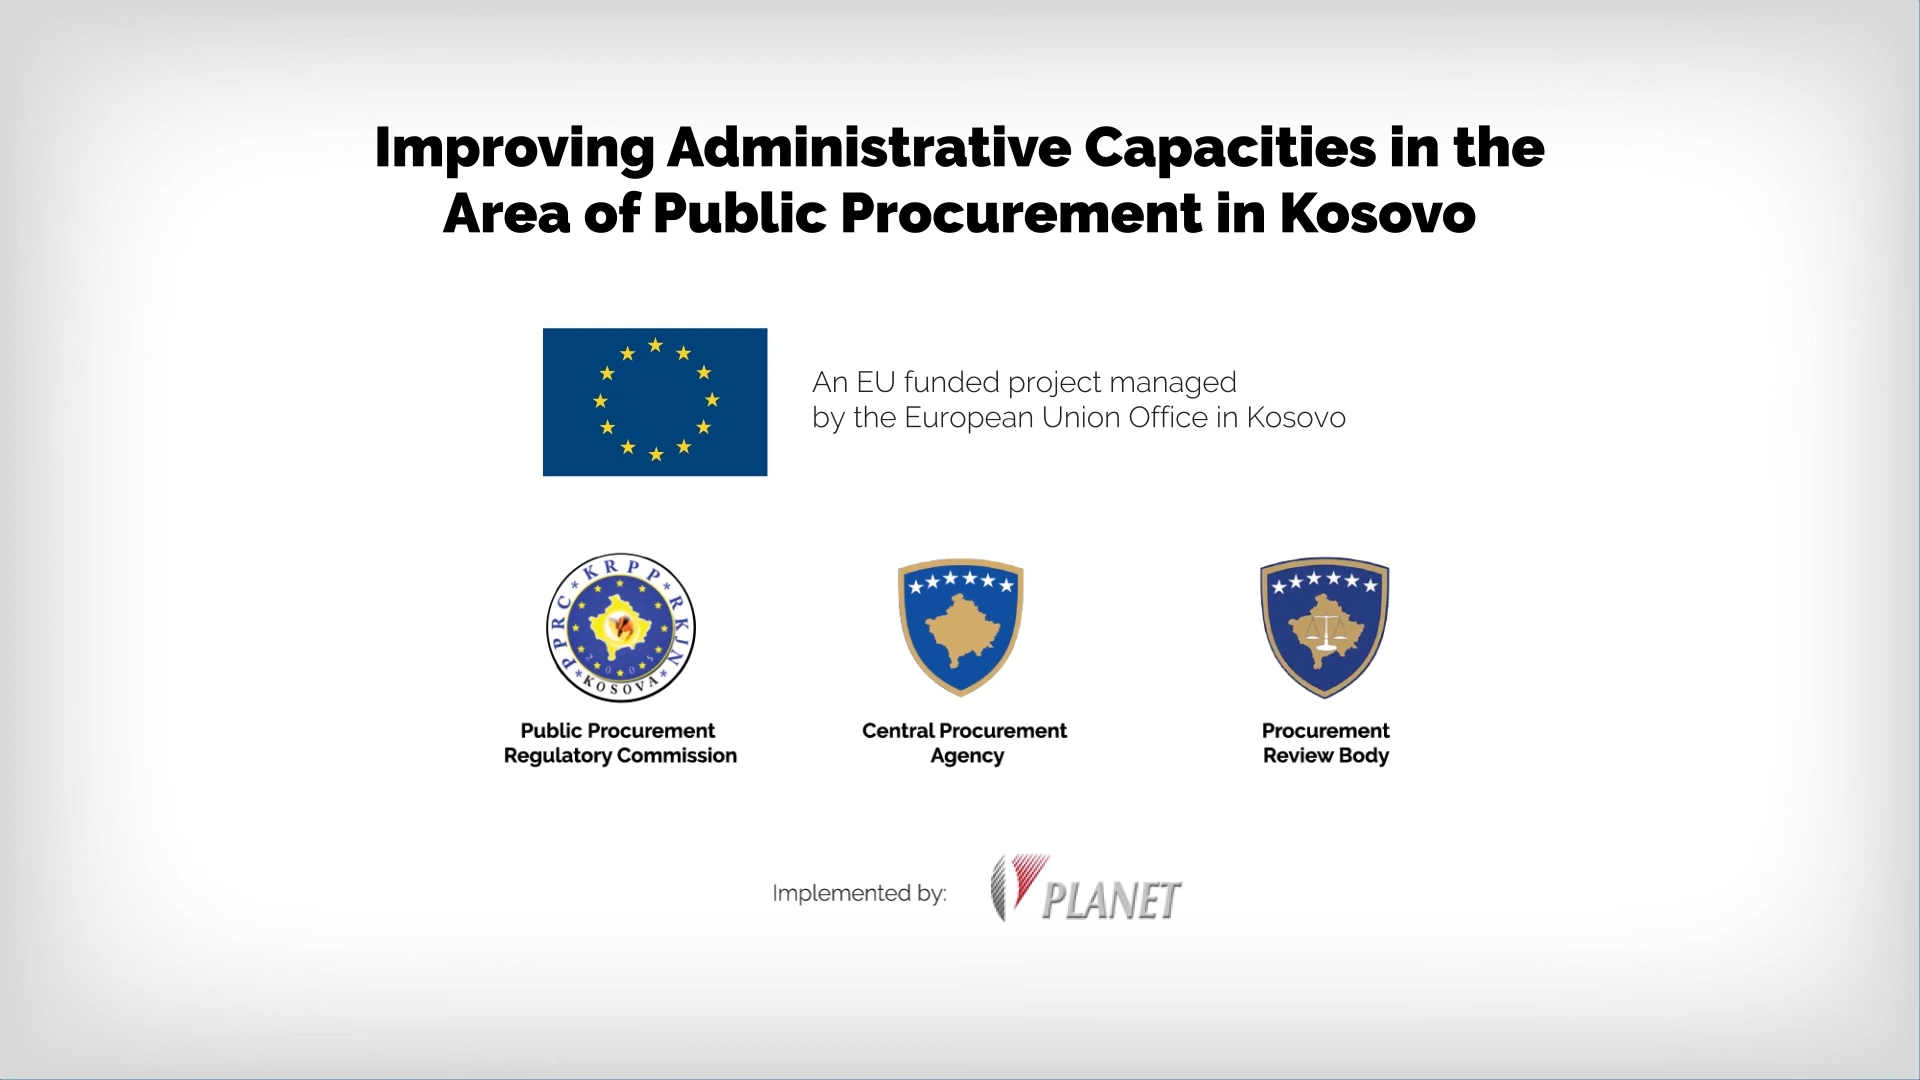 Improving Administrative Capacities in the
Area of Public Procurement in Kosovo
An EU funded project managed
by the European Union Office in Kosovo
PPRC * KRPP * RKJN
2005
* KOSOVA *
Public Procurement
Regulatory Commission
Central Procurement
Agency
Procurement
Review Body
Implemented by:
PLANET